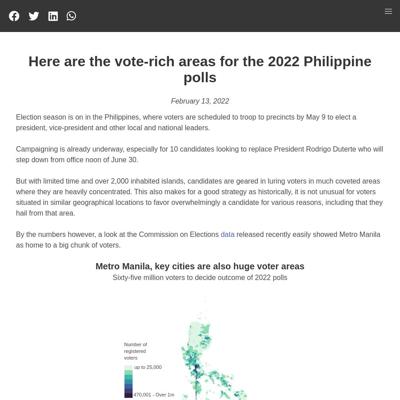 Here are the vote-rich areas for the 2022 Philippine
polls
February 13, 2022
Election season is on in the Philippines, where voters are scheduled to troop to precincts by May 9 to elect a
president, vice-president and other local and national leaders.
Campaigning is already underway, especially for 10 candidates looking to replace President Rodrigo Duterte who will
step down from office noon of June 30.
But with limited time and over 2,000 inhabited islands, candidates are geared in luring voters in much coveted areas
where they are heavily concentrated. This also makes for a good strategy as historically, it is not unusual for voters
situated in similar geographical locations to favor overwhelmingly a candidate for various reasons, including that they
hail from that area.
By the numbers however, a look at the Commission on Elections data released recently easily showed Metro Manila
as home to a big chunk of voters.
Metro Manila, key cities are also huge voter areas
Sixty-five million voters to decide outcome of 2022 polls
Number of
registered
voters
up to 25,000
470,001 - Over 1m